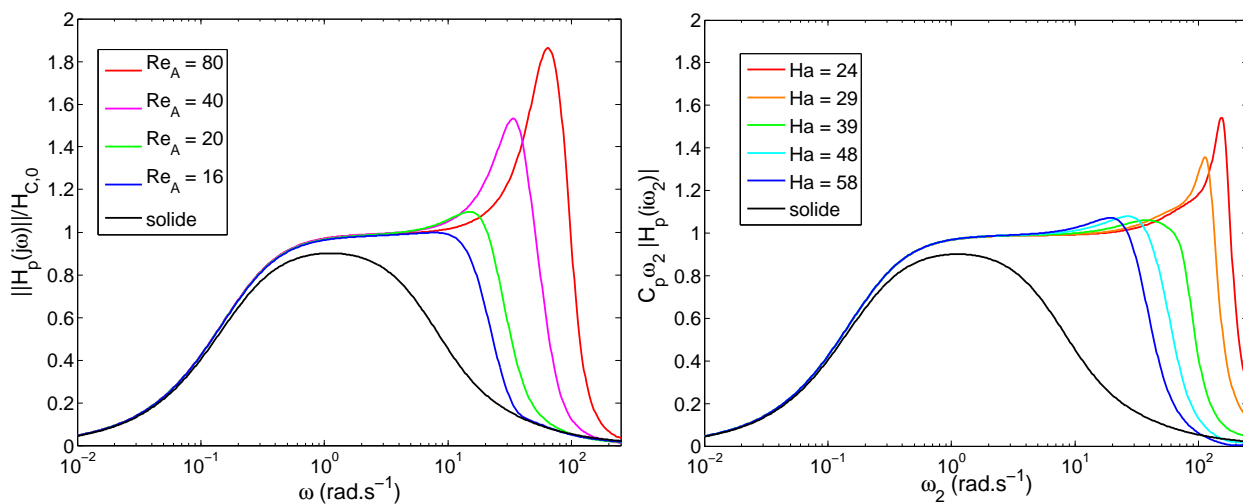 2
1.8
1.6
1.4
1.2
1
0.8
0.6
0.4
0.2
0
||H_p(jω)||/H_{C,0}
Re_A = 80
Re_A = 40
Re_A = 20
Re_A = 16
solide
10^{−2} 10^{−1} 10^0 10^1 10^2
ω (rad.s^{−1})
2
1.8
1.6
1.4
1.2
1
0.8
0.6
0.4
0.2
0
C_p ω_2 |H_p(iω_2)|
Ha = 24
Ha = 29
Ha = 39
Ha = 48
Ha = 58
solide
10^{−2} 10^{−1} 10^0 10^1 10^2
ω_2 (rad.s^{−1})